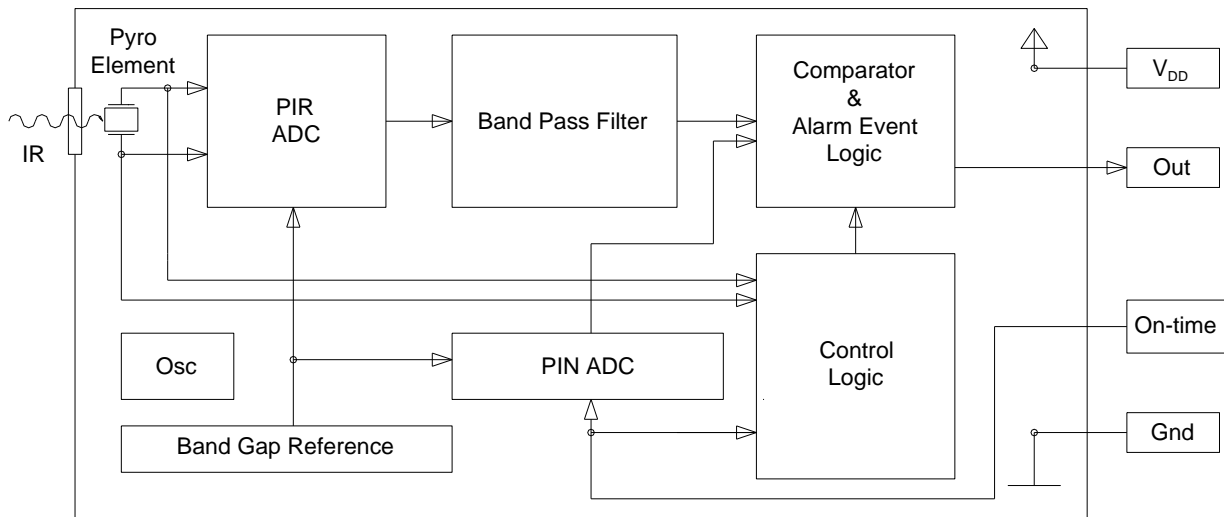 Pyro
Element
IR
PIR
ADC
Band Pass Filter
Comparator
&
Alarm Event
Logic
VDD
Out
Osc
PIN ADC
Control
Logic
On-time
Band Gap Reference
Gnd